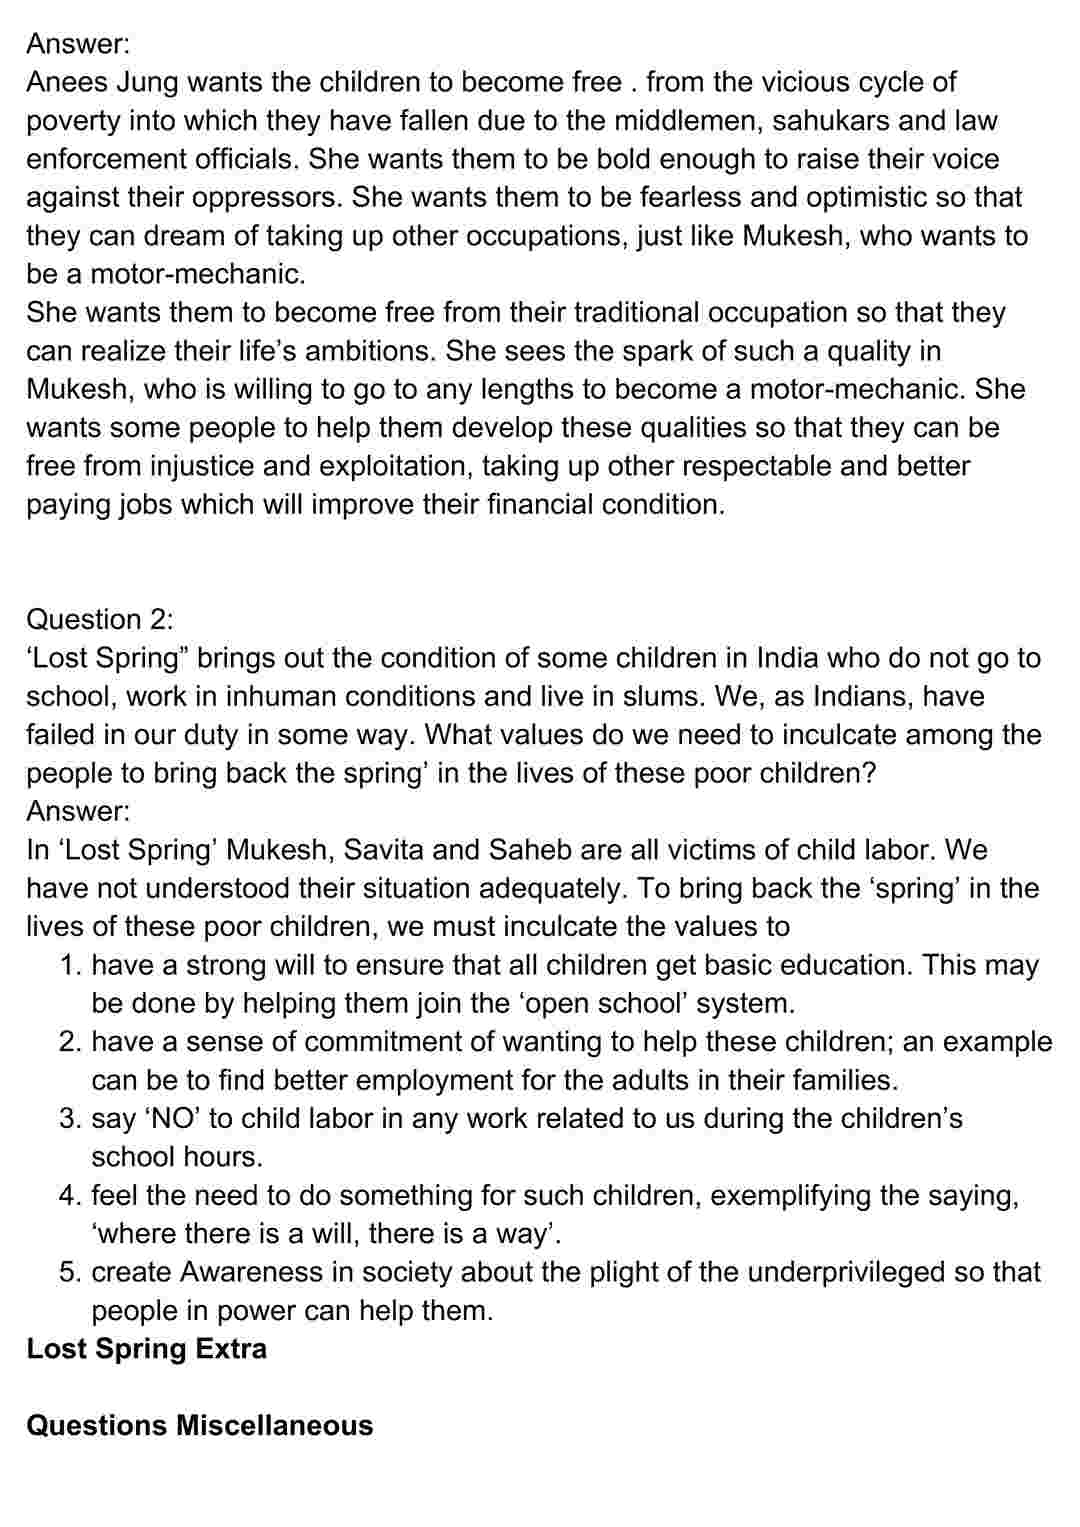 Answer:
Anees Jung wants the children to become free . from the vicious cycle of
poverty into which they have fallen due to the middlemen, sahukars and law
enforcement officials. She wants them to be bold enough to raise their voice
against their oppressors. She wants them to be fearless and optimistic so that
they can dream of taking up other occupations, just like Mukesh, who wants to
be a motor-mechanic.
She wants them to become free from their traditional occupation so that they
can realize their life’s ambitions. She sees the spark of such a quality in
Mukesh, who is willing to go to any lengths to become a motor-mechanic. She
wants some people to help them develop these qualities so that they can be
free from injustice and exploitation, taking up other respectable and better
paying jobs which will improve their financial condition.
Question 2:
‘Lost Spring” brings out the condition of some children in India who do not go to
school, work in inhuman conditions and live in slums. We, as Indians, have
failed in our duty in some way. What values do we need to inculcate among the
people to bring back the spring’ in the lives of these poor children?
Answer:
In ‘Lost Spring’ Mukesh, Savita and Saheb are all victims of child labor. We
have not understood their situation adequately. To bring back the ‘spring’ in the
lives of these poor children, we must inculcate the values to
1. have a strong will to ensure that all children get basic education. This may
be done by helping them join the ‘open school’ system.
2. have a sense of commitment of wanting to help these children; an example
can be to find better employment for the adults in their families.
3. say ‘NO’ to child labor in any work related to us during the children’s
school hours.
4. feel the need to do something for such children, exemplifying the saying,
‘where there is a will, there is a way’.
5. create Awareness in society about the plight of the underprivileged so that
people in power can help them.
Lost Spring Extra
Questions Miscellaneous